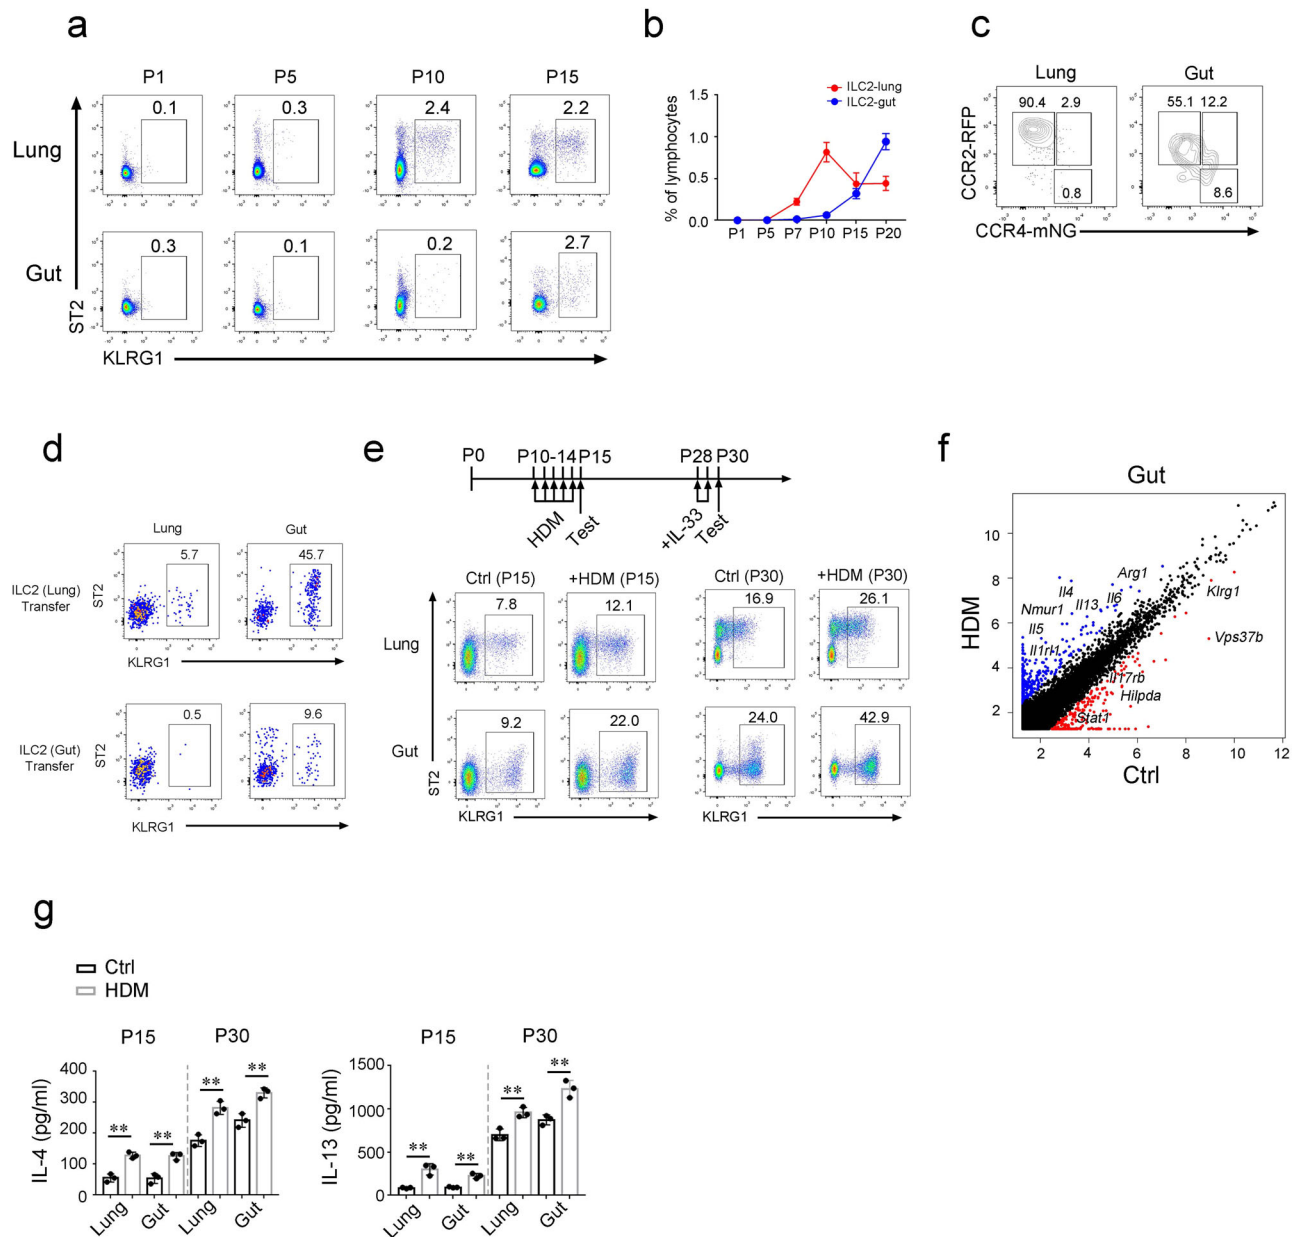 a
P1 P5 P10 P15
Lung
0.1 0.3 2.4 2.2
Gut
0.3 0.1 0.2 2.7
ST2
KLRG1
b
ILC2-lung
ILC2-gut
% of lymphocytes
1.5
1.0
0.5
0.0
P1 P5 P7 P10 P15 P20
c
Lung Gut
90.4 2.9 55.1 12.2
0.8 8.6
CCR2-RFP
CCR4-mNG
d
Lung Gut
ILC2 (Lung)
Transfer
ST2
5.7 45.7
KLRG1
ILC2 (Gut)
Transfer
ST2
0.5 9.6
KLRG1
e
P0 P10-14 P15 P28 P30
HDM Test +IL-33 Test
Ctrl (P15) +HDM (P15) Ctrl (P30) +HDM (P30)
Lung
7.8 12.1 16.9 26.1
Gut
9.2 22.0 24.0 42.9
ST2
KLRG1 KLRG1
f
Gut
HDM
10
8
6
4
2
Arg1
Il4
Il6
Nmur1
Il13
Klrg1
Il5
Vps37b
Il1rl1
Il17rb
Hilpda
Stat1
2 4 6 8 10 12
Ctrl
g
Ctrl
HDM
P15 P30
IL-4 (pg/ml)
400
300
200
100
0
** ** ** **
Lung Gut Lung Gut
P15 P30
IL-13 (pg/ml)
1500
1000
500
0
** ** ** **
Lung Gut Lung Gut